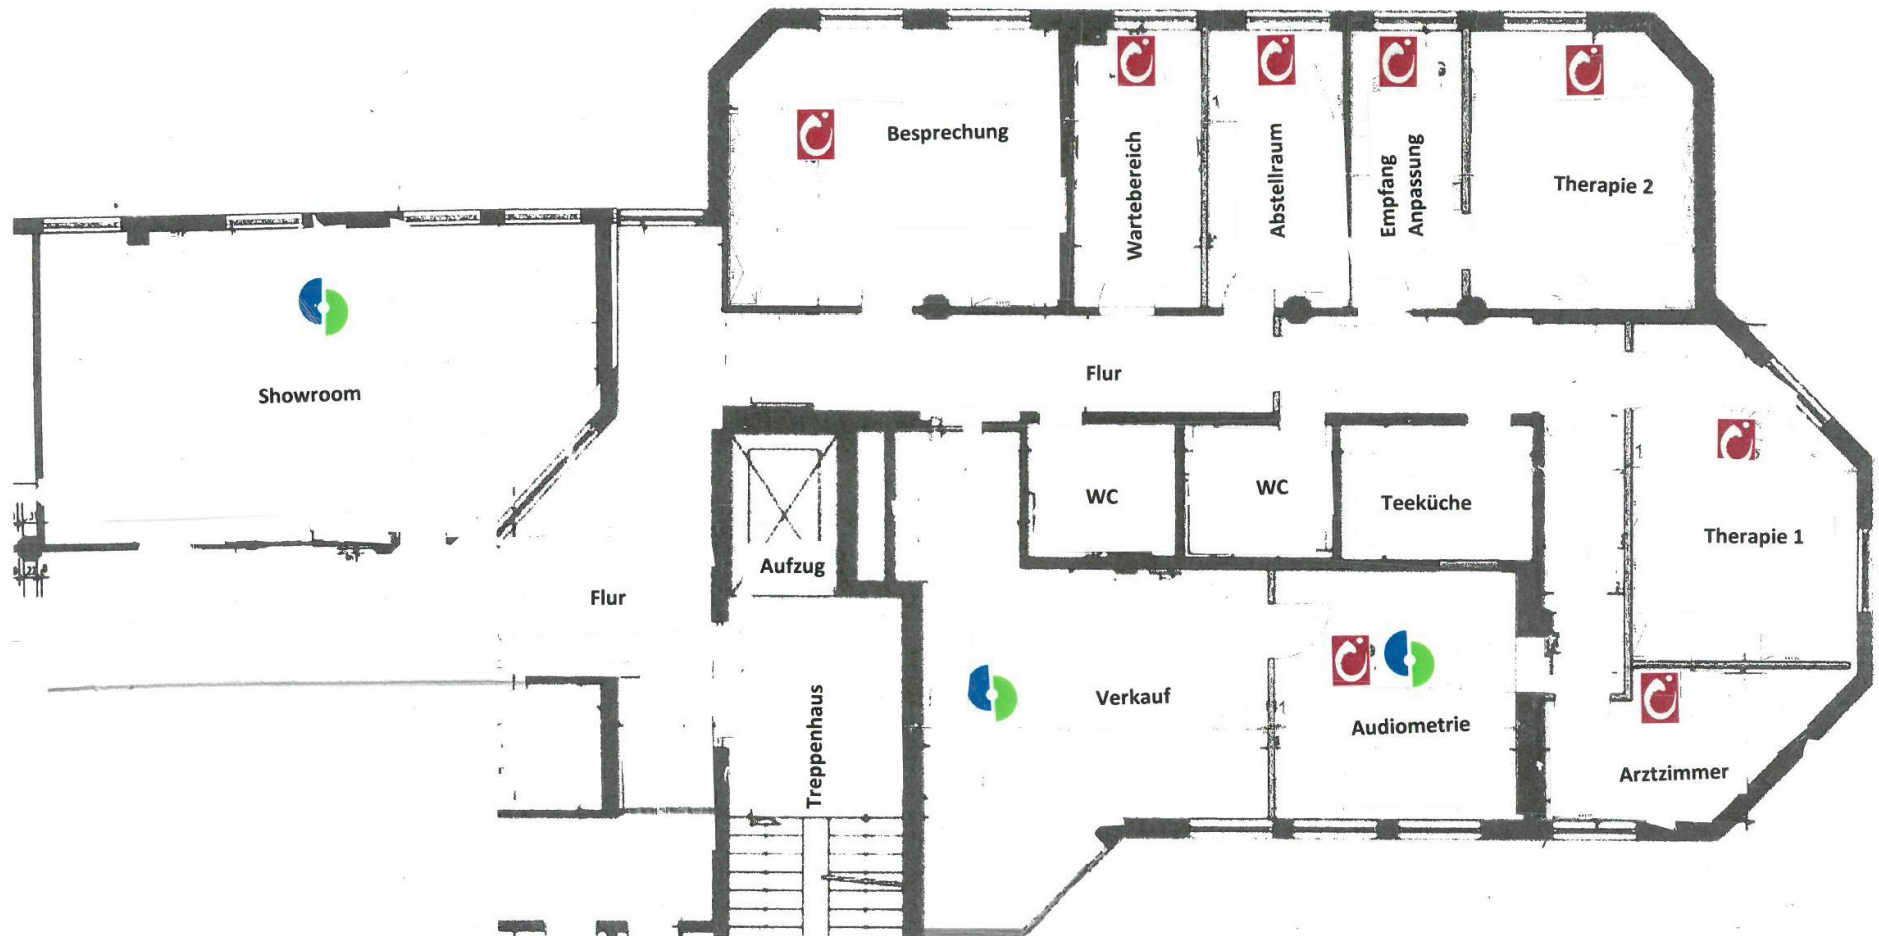 Besprechung
Wartebereich
Abstellraum
Empfang
Anpassung
Therapie 2
Showroom
Flur
WC
WC
Teeküche
Therapie 1
Aufzug
Flur
Treppenhaus
Verkauf
Audiometrie
Arztzimmer